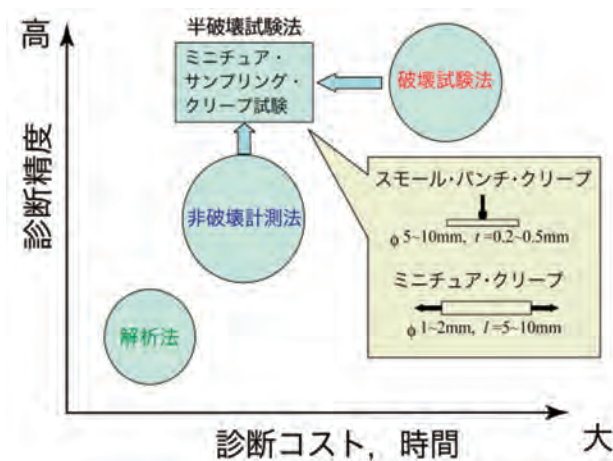 高
半破壊試験法
ミニチュア・
サンプリング・
クリープ試験
破壊試験法
診断精度
非破壊計測法
スモール・パンチ・クリープ
φ5~10mm, t=0.2~0.5mm
ミニチュア・クリープ
φ1~2mm, l=5~10mm
解析法
診断コスト, 時間
大